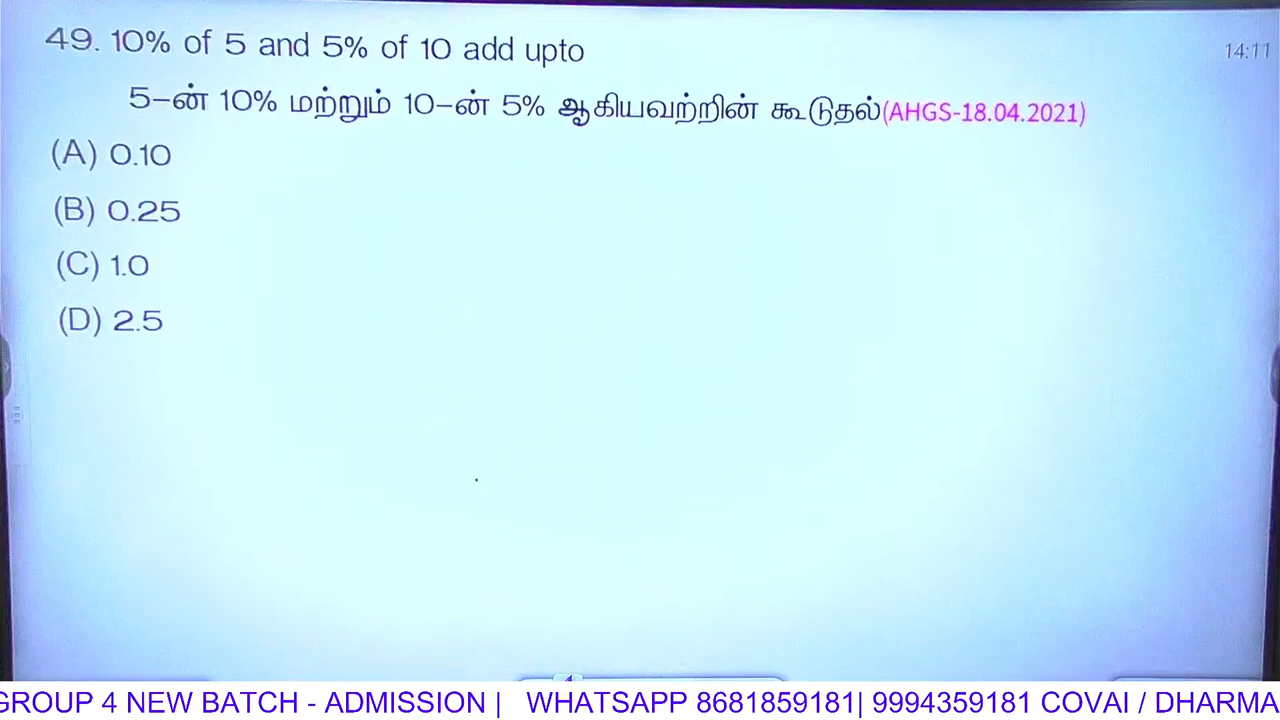 49. 10% of 5 and 5% of 10 add upto
14:11
5-ன் 10% மற்றும் 10-ன் 5% ஆகியவற்றின் கூடுதல்(AHGS-18.04.2021)
(A) 0.10
(B) 0.25
(C) 1.0
(D) 2.5
GROUP 4 NEW BATCH - ADMISSION | WHATSAPP 8681859181| 9994359181 COVAI / DHARMA